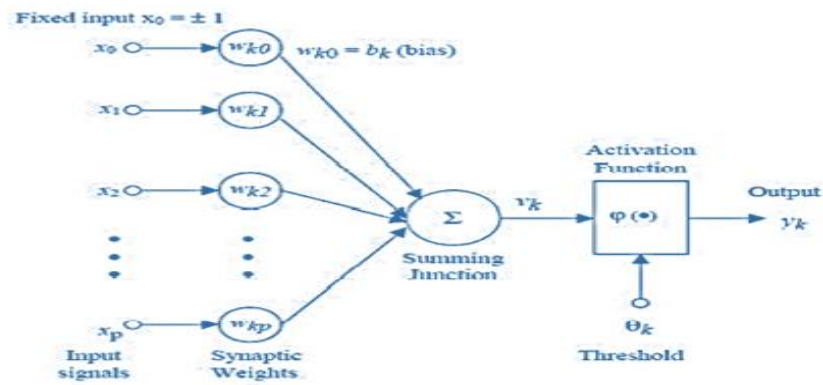 Fixed input x₀ = ± 1
x₀
wk0
wk0 = bk (bias)
x₁
wk1
x₂
wk2
Σ
Summing
Junction
vk
Activation
Function
φ (•)
Output
yk
θk
Threshold
xp
wkp
Input
signals
Synaptic
Weights